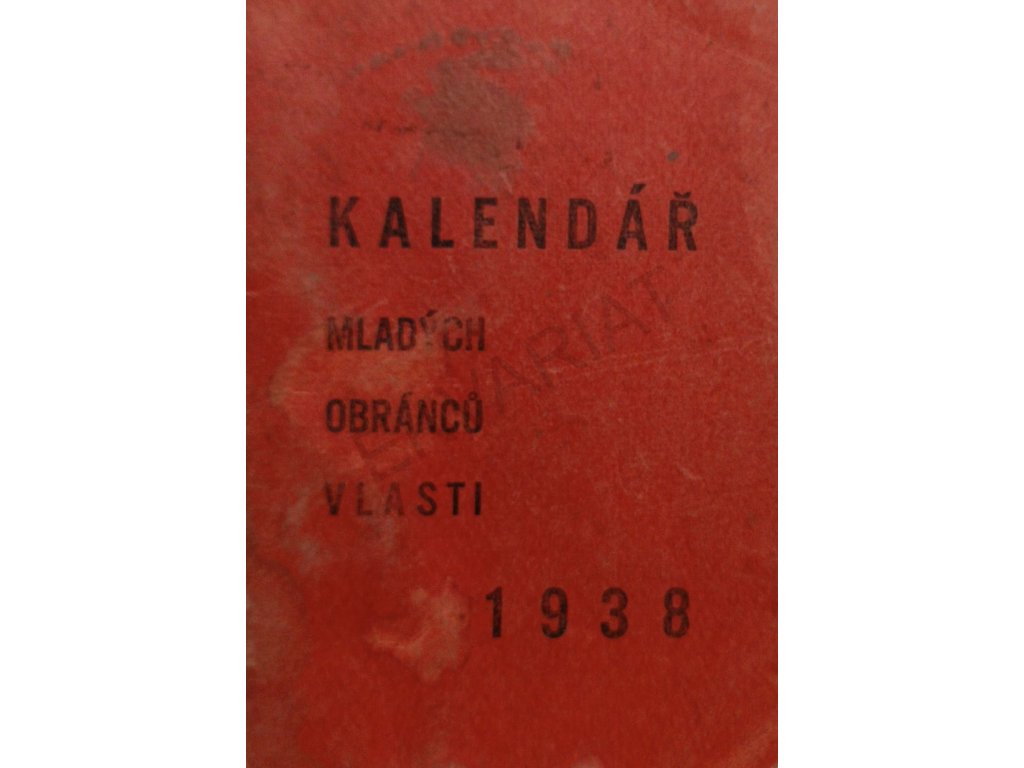 KALENDÁŘ
MLADÝCH
OBRÁNCŮ
VLASTI
1938